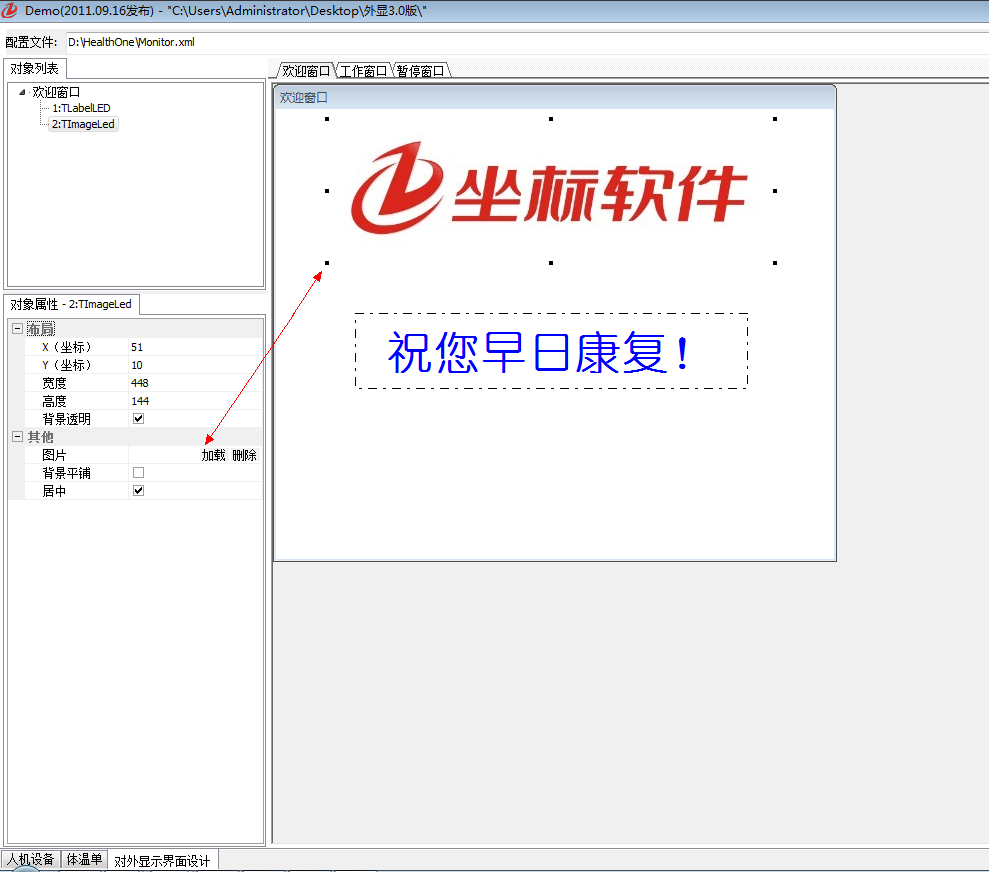 Demo(2011.09.16发布) - "C:\Users\Administrator\Desktop\外显3.0版\"
配置文件: D:\HealthOne\Monitor.xml
对象列表
欢迎窗口
1:TLabelLED
2:TImageLed
对象属性 - 2:TImageLed
布局
X（坐标） 51
Y（坐标） 10
宽度 448
高度 144
背景透明
其他
图片 加载 删除
背景平铺
居中
欢迎窗口 工作窗口 暂停窗口
欢迎窗口
坐标软件
祝您早日康复！
人机设备 体温单 对外显示界面设计